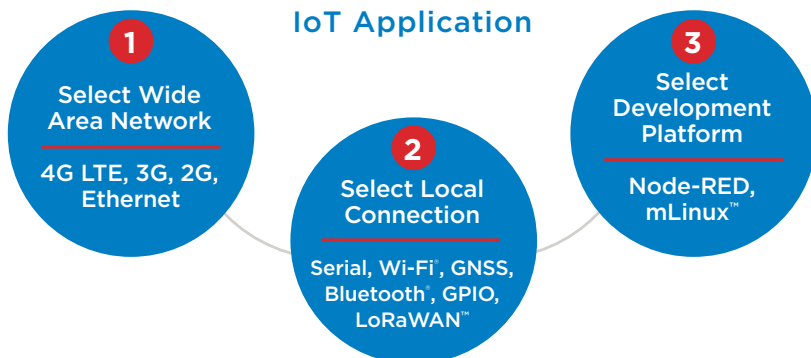 IoT Application
1
Select Wide
Area Network
4G LTE, 3G, 2G,
Ethernet
2
Select Local
Connection
Serial, Wi-Fi®, GNSS,
Bluetooth®, GPIO,
LoRaWAN™
3
Select
Development
Platform
Node-RED,
mLinux™